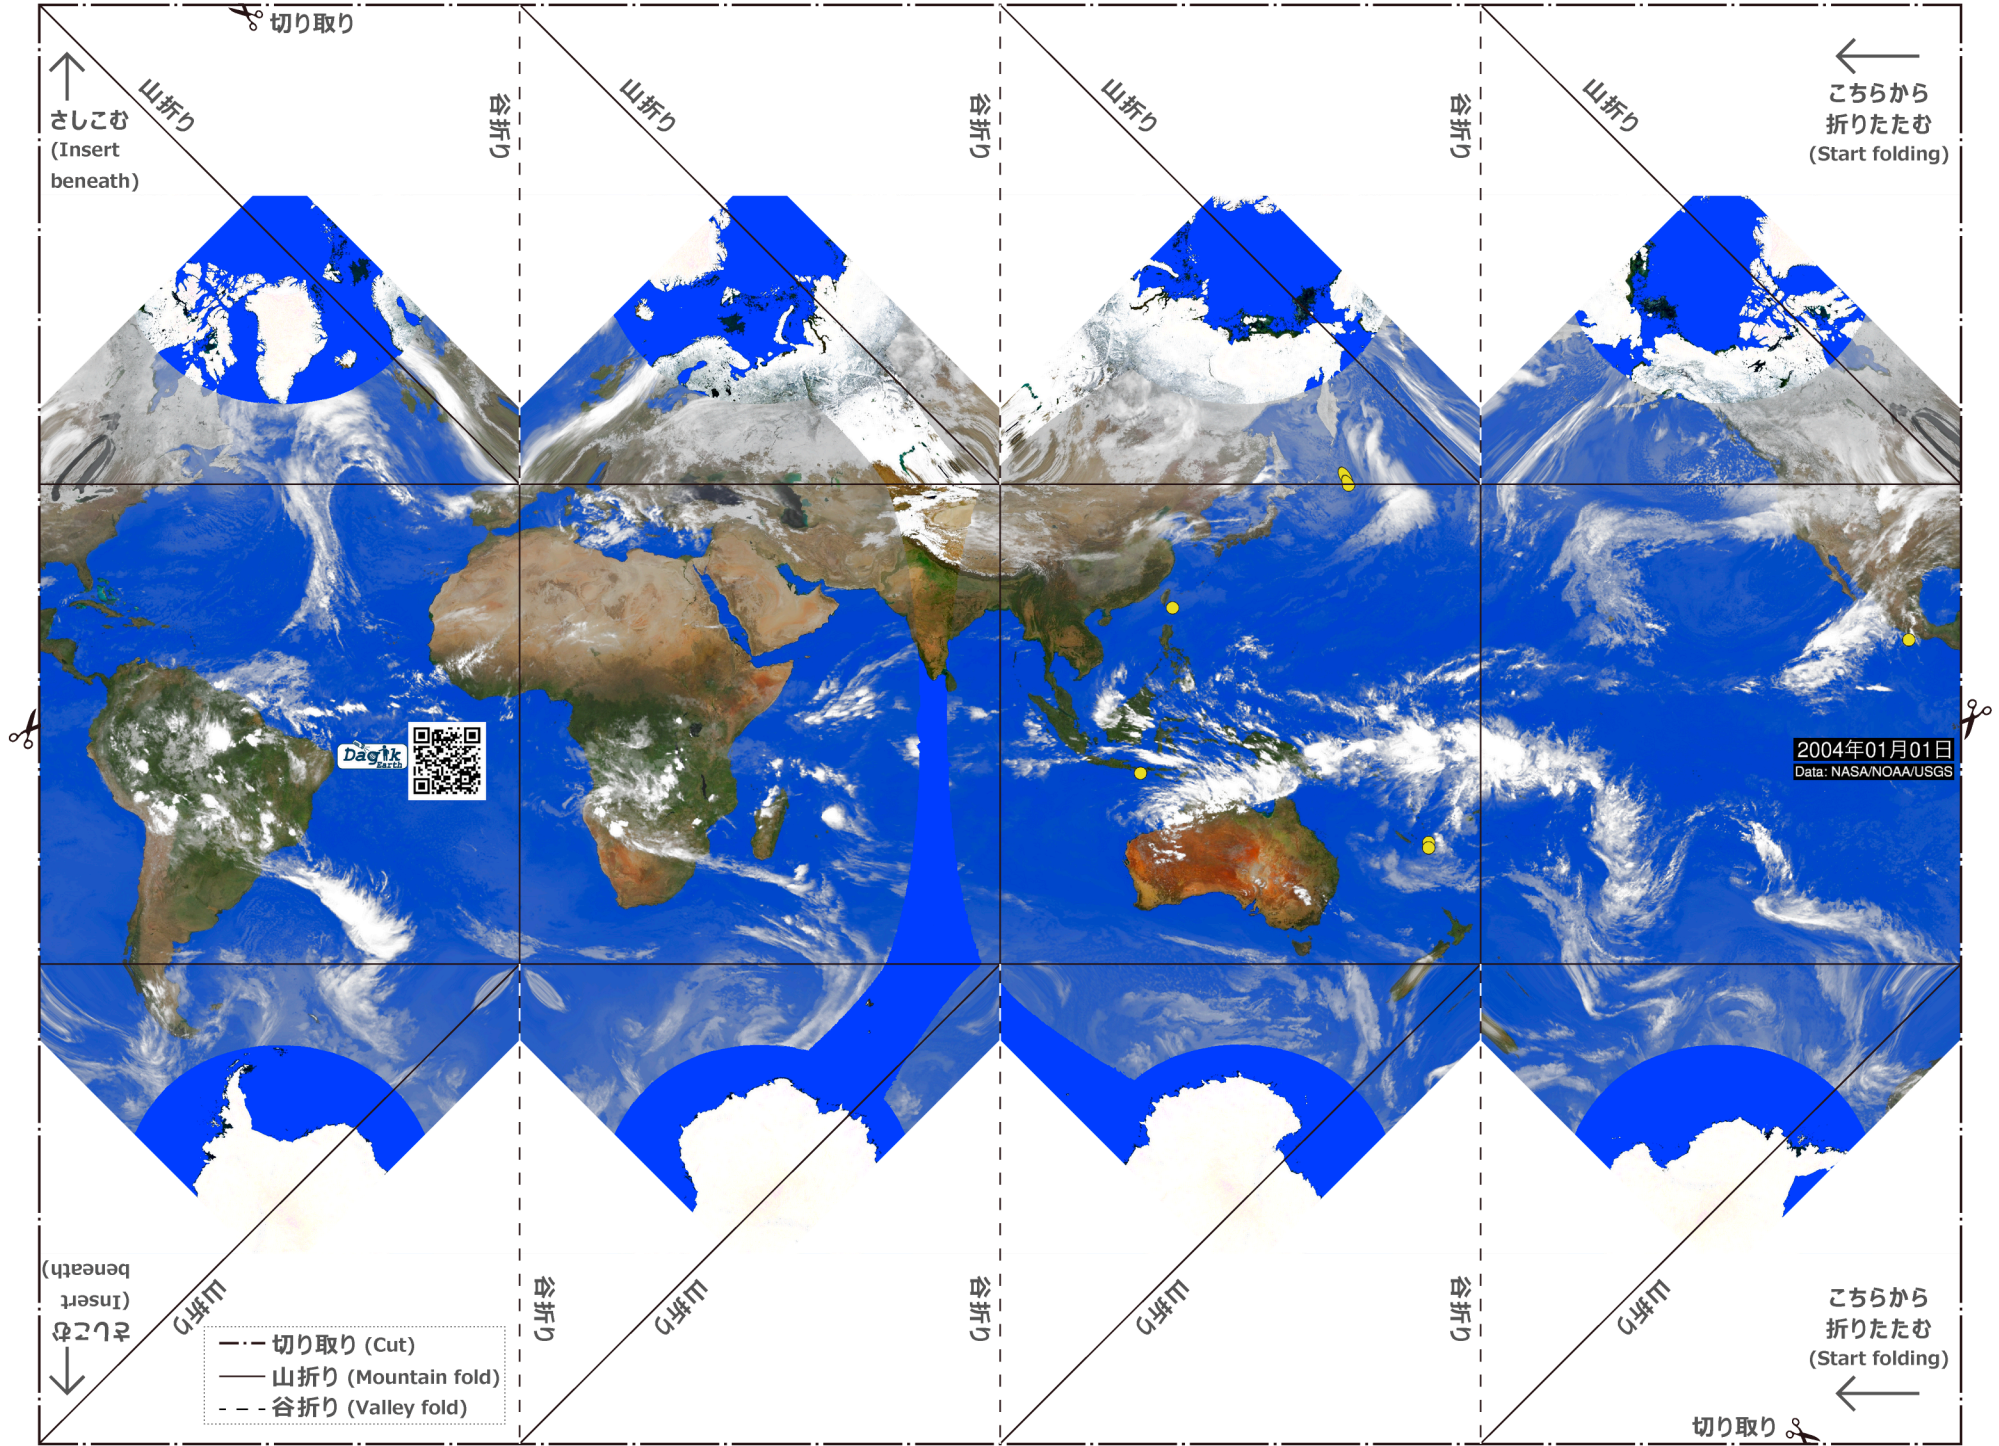 切り取り
さしこむ
(Insert
beneath)
山折り
谷折り
山折り
谷折り
山折り
谷折り
山折り
こちらから
折りたたむ
(Start folding)
Dagik
Earth
2004年01月01日
Data: NASA/NOAA/USGS
さしこむ
(Insert
beneath)
山折り
谷折り
山折り
谷折り
山折り
谷折り
山折り
こちらから
折りたたむ
(Start folding)
切り取り (Cut)
山折り (Mountain fold)
谷折り (Valley fold)
切り取り